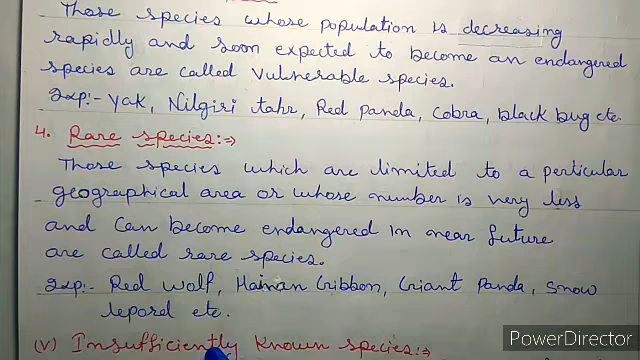 Those species whose population is decreasing
rapidly and soon expected to become an endangered
species are called vulnerable species.
Exp:- Yak, Nilgiri tahr, Red Panda, Cobra, black bug etc.
4. Rare species:⇒
Those species which are limited to a perticular
geographical area or whose number is very less
and can become endangered in near future
are called rare species.
Exp:- Red wolf, Hainan Gibbon, Giant Panda, snow
lepord etc.
(v) Insufficiently known species:⇒
PowerDirector